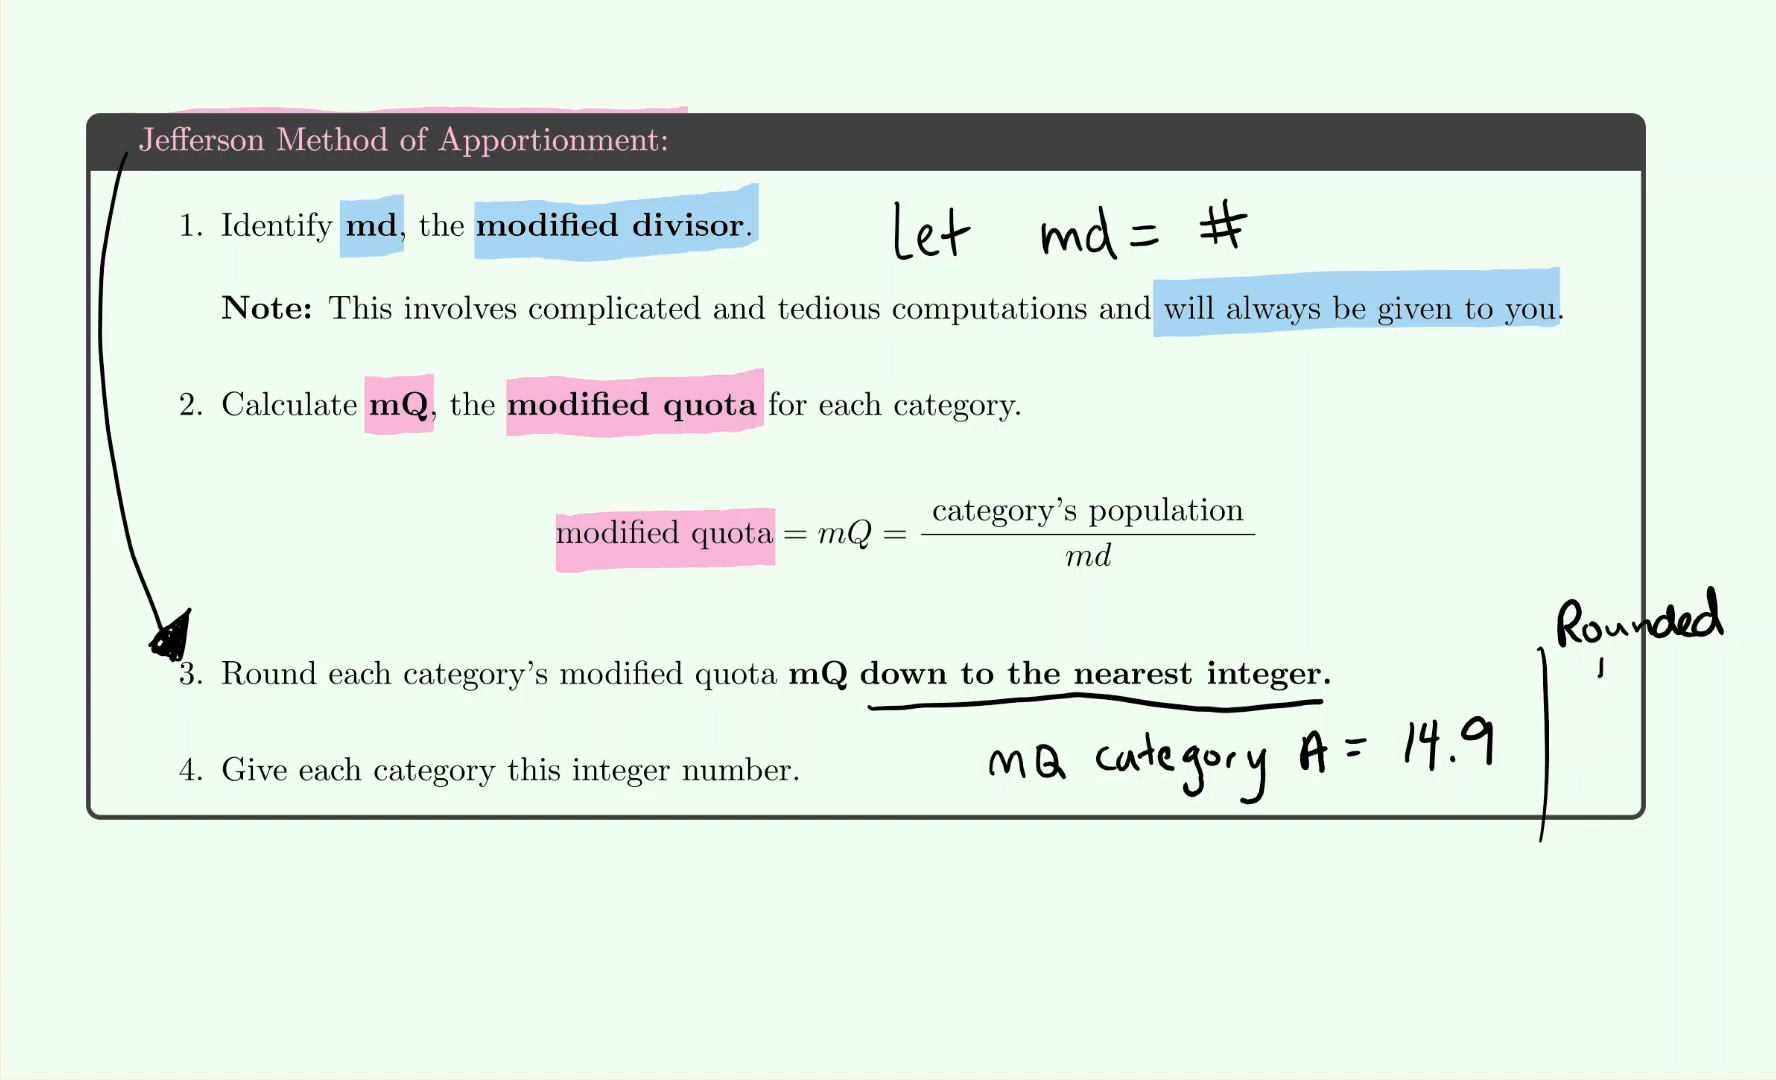 Jefferson Method of Apportionment:
1. Identify md, the modified divisor.
Let md = #
Note: This involves complicated and tedious computations and will always be given to you.
2. Calculate mQ, the modified quota for each category.
modified quota = mQ = category's population / md
Rounded
3. Round each category's modified quota mQ down to the nearest integer.
mQ category A = 14.9
4. Give each category this integer number.